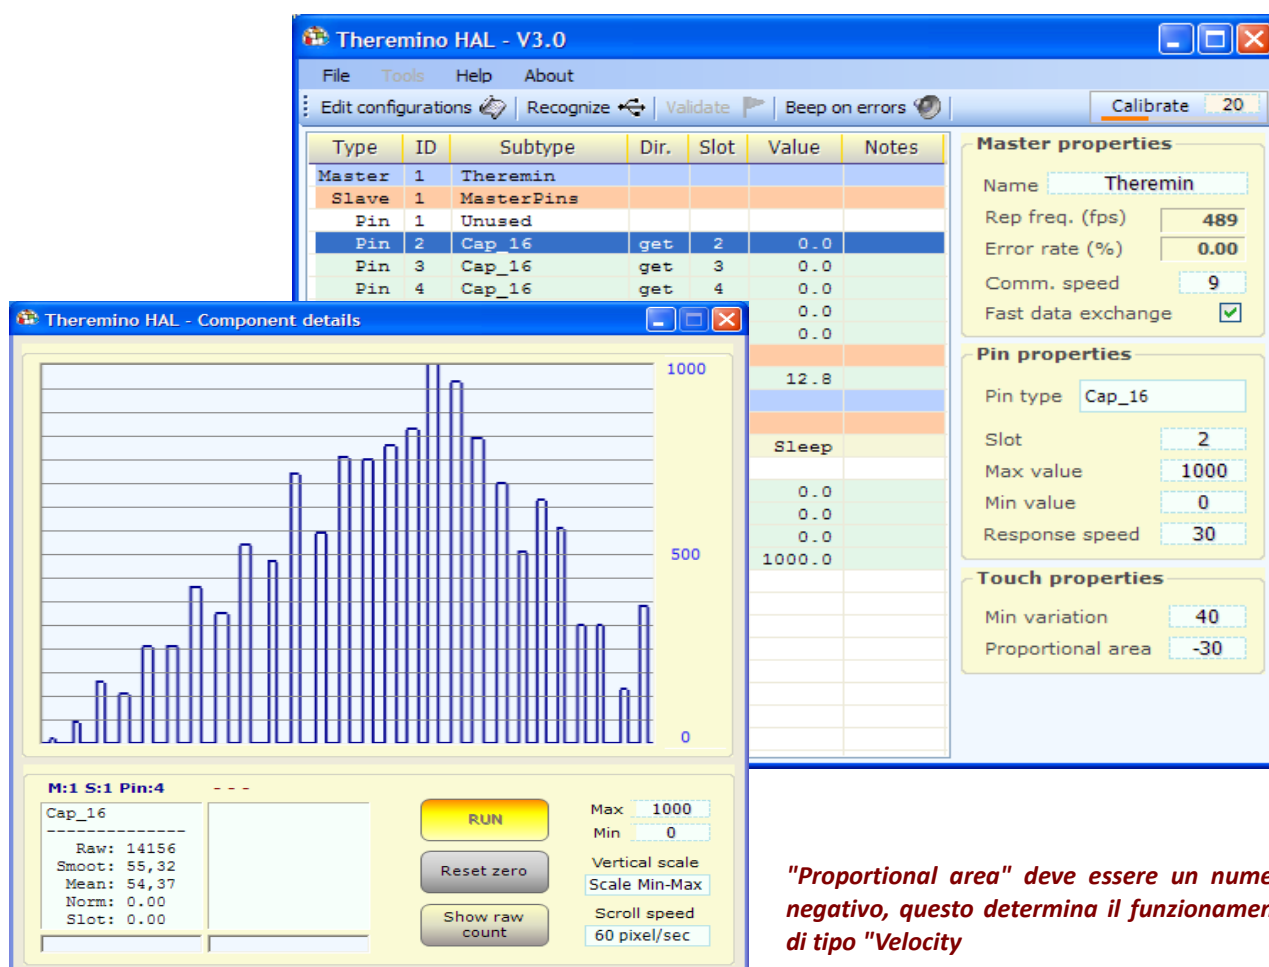 Theremino HAL - V3.0
File Tools Help About
Edit configurations Recognize Validate Beep on errors Calibrate 20
Type ID Subtype Dir. Slot Value Notes
Master 1 Theremin
Slave 1 MasterPins
Pin 1 Unused
Pin 2 Cap_16 get 2 0.0
Pin 3 Cap_16 get 3 0.0
Pin 4 Cap_16 get 4 0.0
0.0
0.0
12.8
Sleep
0.0
0.0
0.0
1000.0
Master properties
Name Theremin
Rep freq. (fps) 489
Error rate (%) 0.00
Comm. speed 9
Fast data exchange
Pin properties
Pin type Cap_16
Slot 2
Max value 1000
Min value 0
Response speed 30
Touch properties
Min variation 40
Proportional area -30
Theremino HAL - Component details
1000
500
0
M:1 S:1 Pin:4 - - -
Cap_16
--------------
Raw: 14156
Smoot: 55,32
Mean: 54,37
Norm: 0.00
Slot: 0.00
RUN
Reset zero
Show raw
count
Max 1000
Min 0
Vertical scale
Scale Min-Max
Scroll speed
60 pixel/sec
"Proportional area" deve essere un nume
negativo, questo determina il funzionamen
di tipo "Velocity